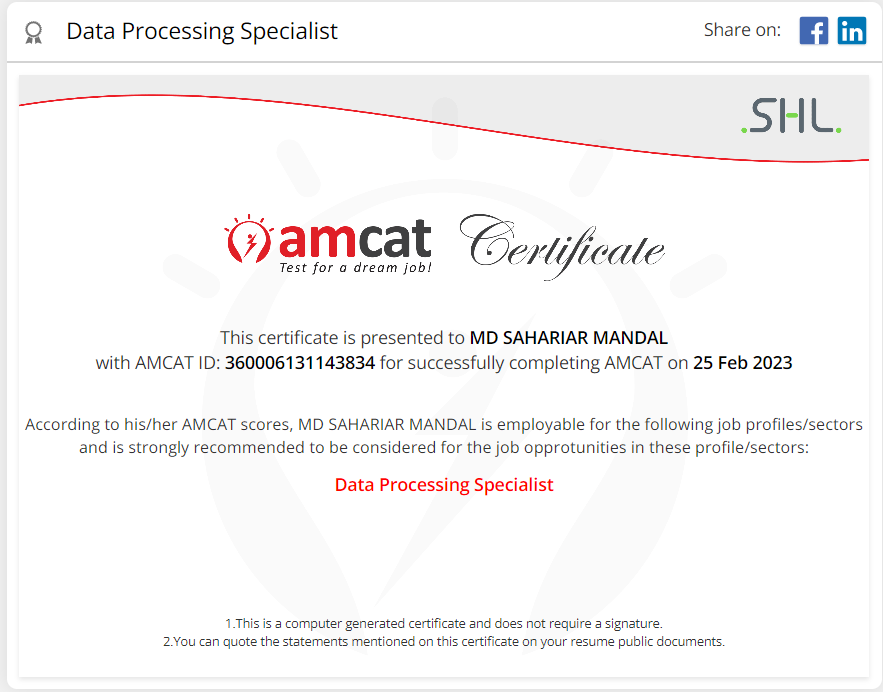 Data Processing Specialist
Share on:
f
in
.SHL.
amcat
Test for a dream job!
Certificate
This certificate is presented to MD SAHARIAR MANDAL
with AMCAT ID: 360006131143834 for successfully completing AMCAT on 25 Feb 2023
According to his/her AMCAT scores, MD SAHARIAR MANDAL is employable for the following job profiles/sectors
and is strongly recommended to be considered for the job opprotunities in these profile/sectors:
Data Processing Specialist
1.This is a computer generated certificate and does not require a signature.
2.You can quote the statements mentioned on this certificate on your resume public documents.